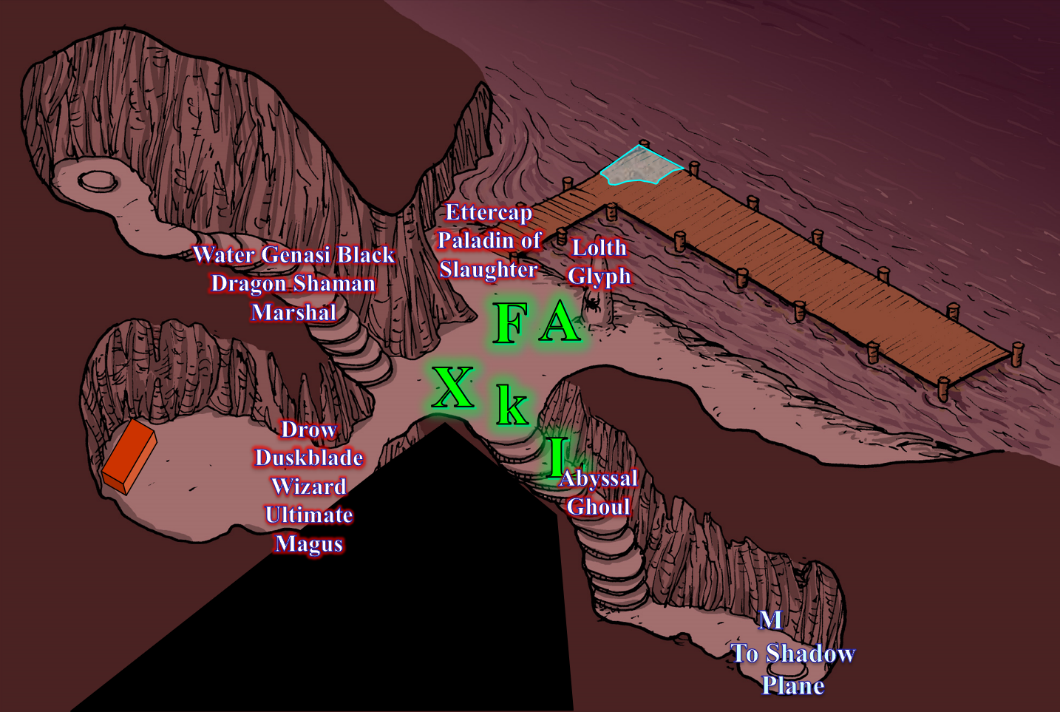 Ettercap
Paladin of
Slaughter
Lolth
Glyph
Water Genasi Black
Dragon Shaman
Marshal
F A
X
k
I
Drow
Duskblade
Wizard
Ultimate
Magus
Abyssal
Ghoul
M
To Shadow
Plane